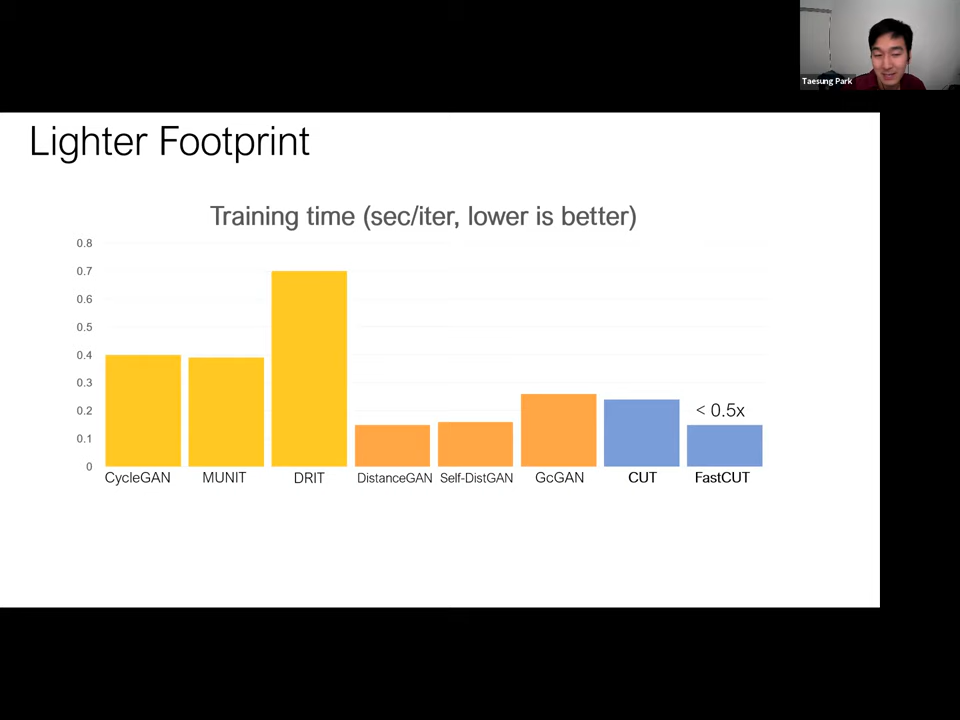 Taesung Park
Lighter Footprint
Training time (sec/iter, lower is better)
0.8
0.7
0.6
0.5
0.4
0.3
0.2
0.1
0
< 0.5x
CycleGAN MUNIT DRIT DistanceGAN Self-DistGAN GcGAN CUT FastCUT